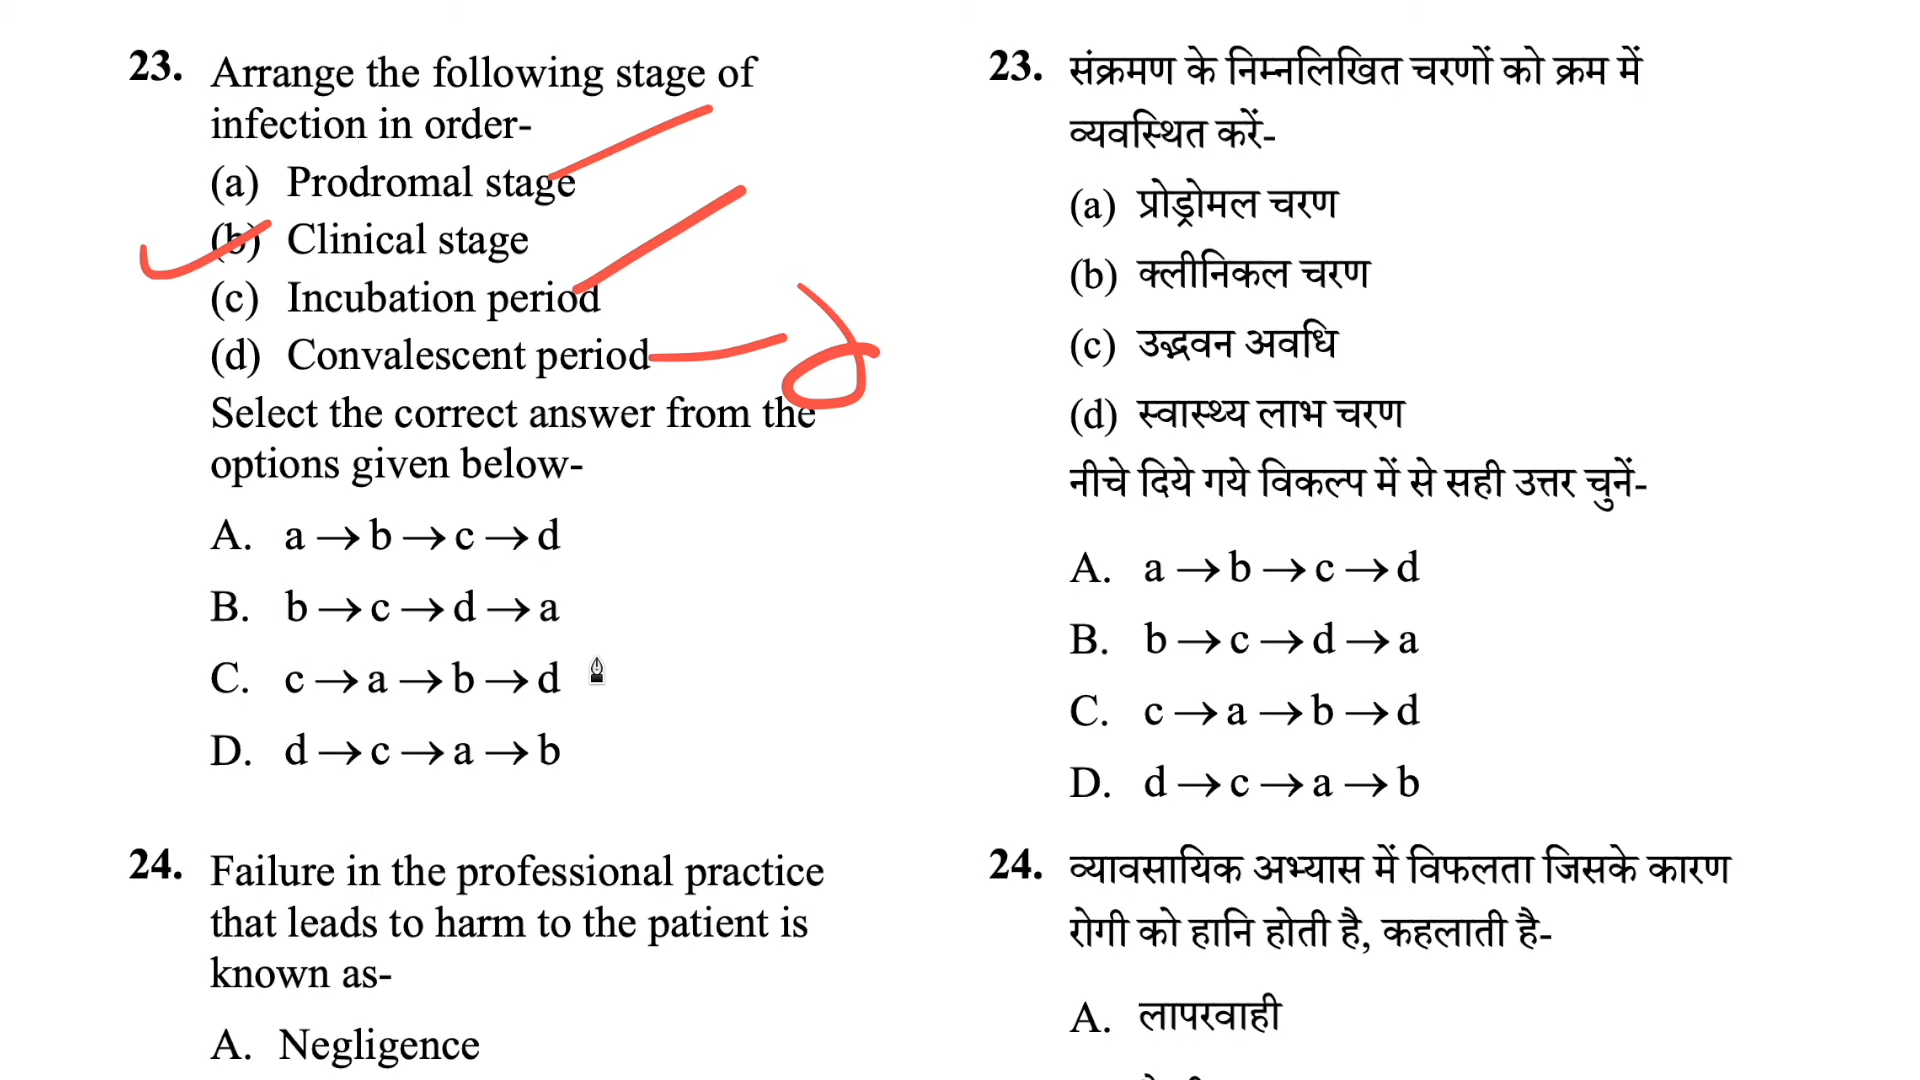 23. Arrange the following stage of
infection in order-
(a) Prodromal stage
(b) Clinical stage
(c) Incubation period
(d) Convalescent period
Select the correct answer from the
options given below-
A. a → b → c → d
B. b → c → d → a
C. c → a → b → d
D. d → c → a → b
24. Failure in the professional practice
that leads to harm to the patient is
known as-
A. Negligence
23. संक्रमण के निम्नलिखित चरणों को क्रम में
व्यवस्थित करें-
(a) प्रोड्रोमल चरण
(b) क्लीनिकल चरण
(c) उद्भवन अवधि
(d) स्वास्थ्य लाभ चरण
नीचे दिये गये विकल्प में से सही उत्तर चुनें-
A. a → b → c → d
B. b → c → d → a
C. c → a → b → d
D. d → c → a → b
24. व्यावसायिक अभ्यास में विफलता जिसके कारण
रोगी को हानि होती है, कहलाती है-
A. लापरवाही